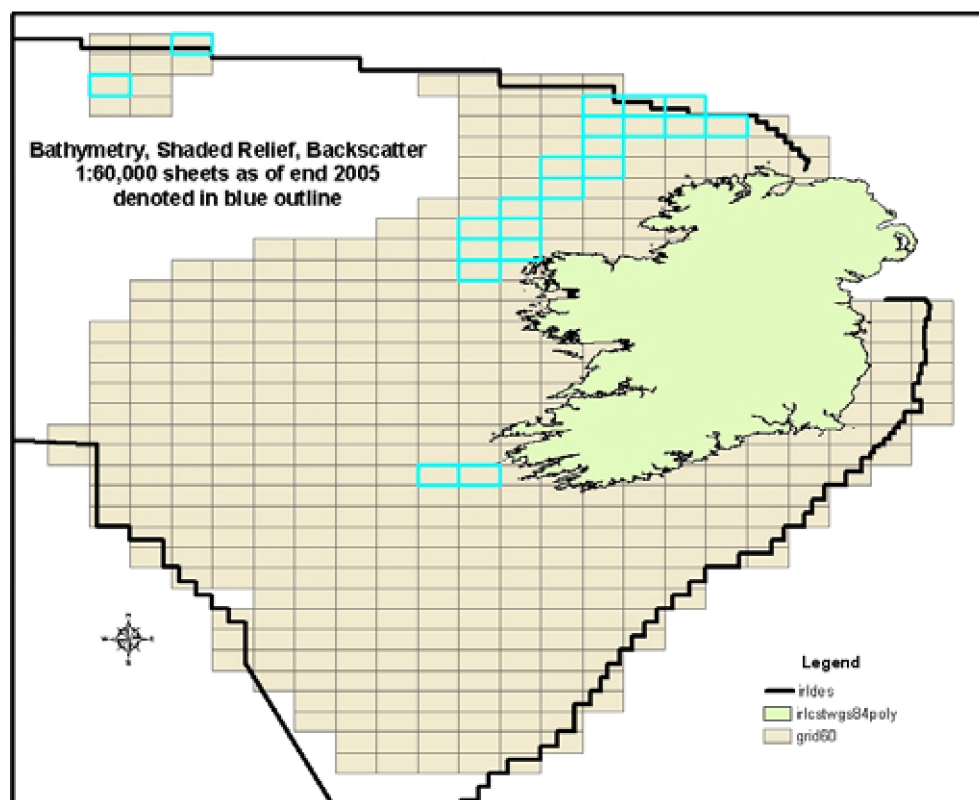 Bathymetry, Shaded Relief, Backscatter
1:60,000 sheets as of end 2005
denoted in blue outline
Legend
irldes
irlcstwgs84poly
grid60